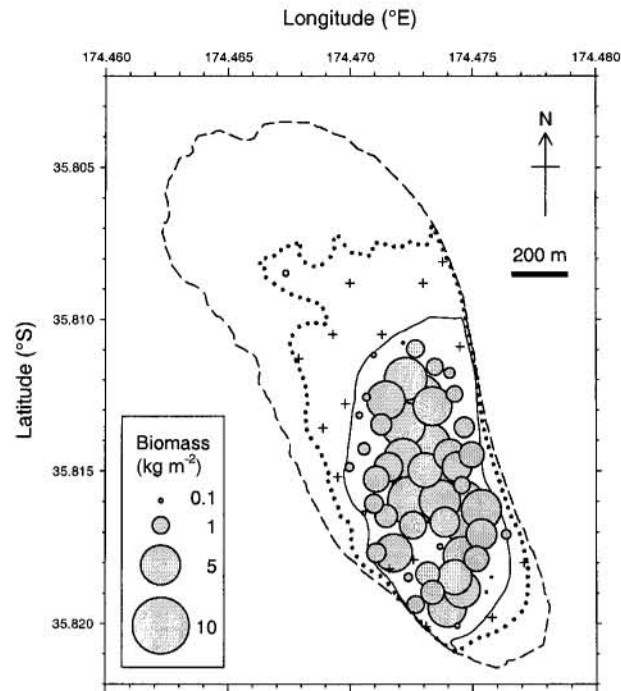 Longitude (°E)
174.460 174.465 174.470 174.475 174.480
N
200 m
Latitude (°S)
35.805
35.810
35.815
35.820
Biomass
(kg m⁻²)
0.1
1
5
10